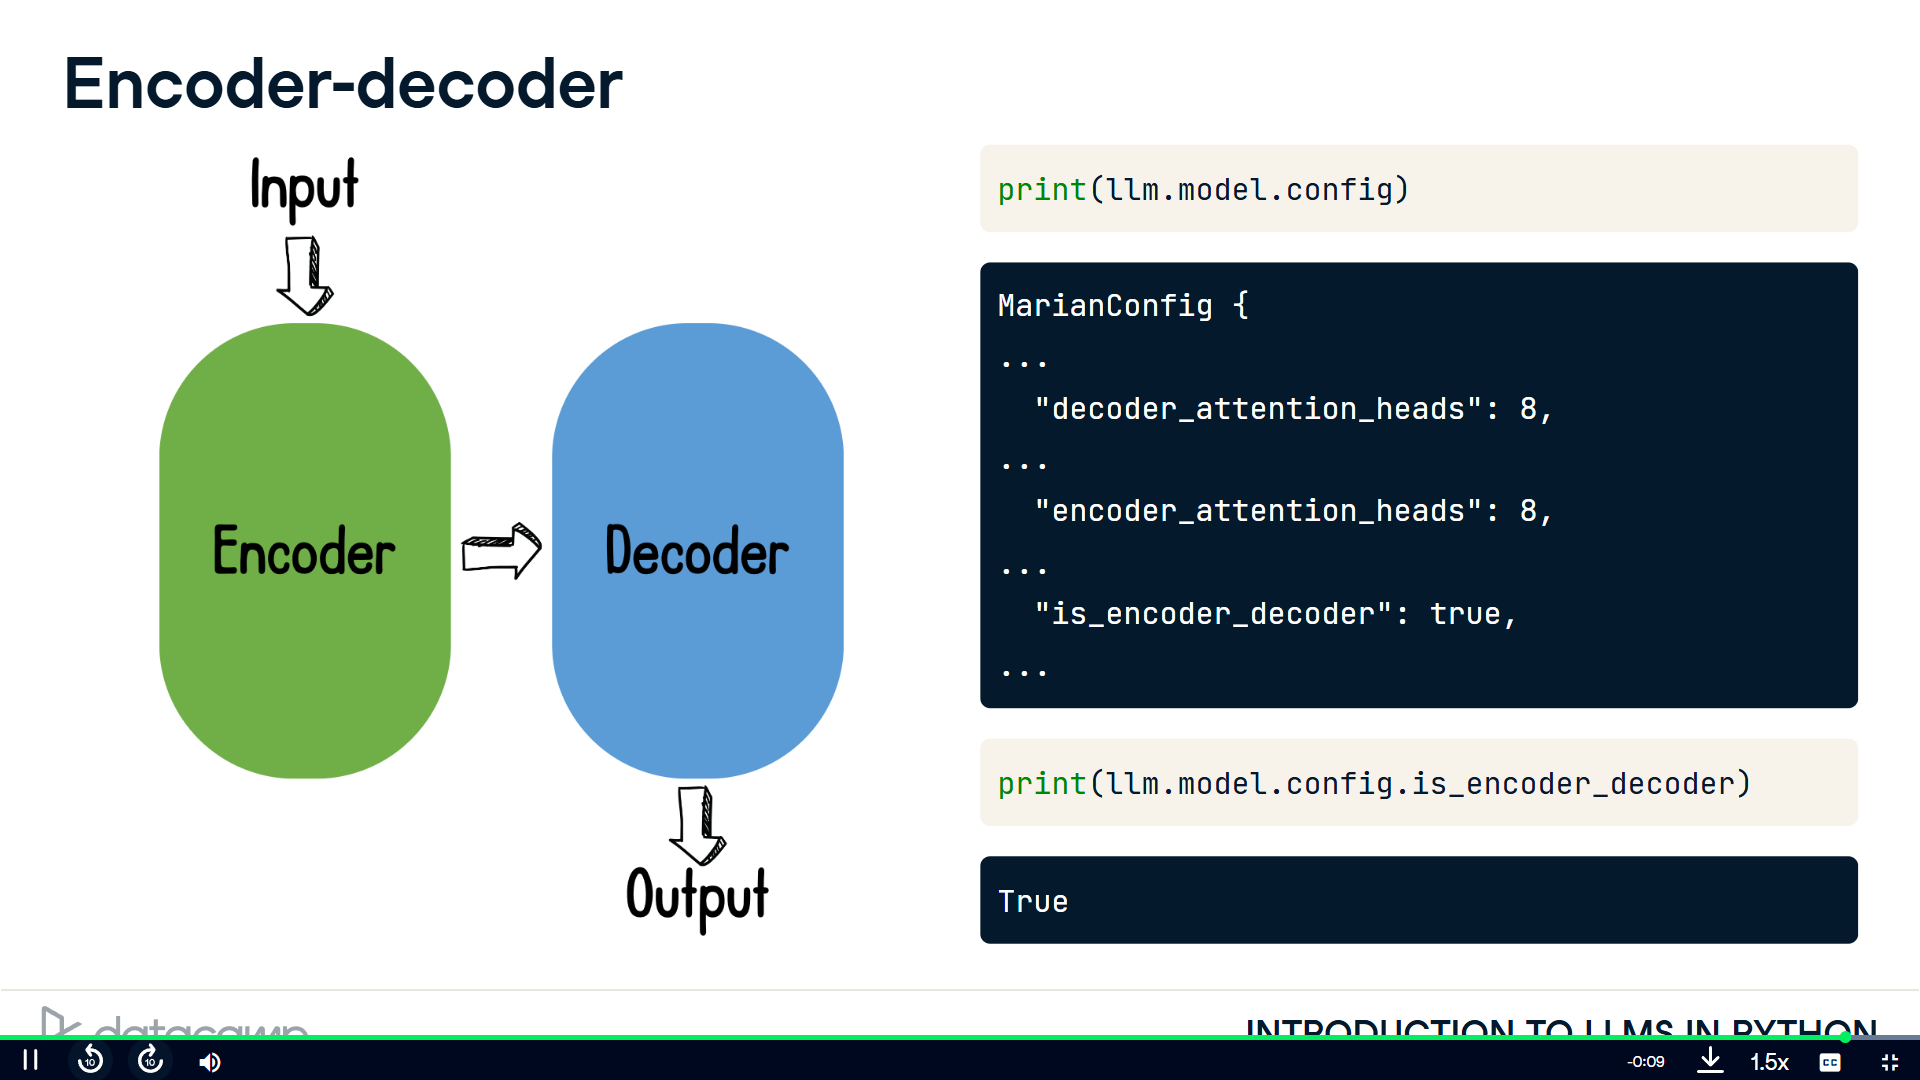 Encoder-decoder
Input
Encoder
Decoder
Output
print(llm.model.config)
MarianConfig {
...
"decoder_attention_heads": 8,
...
"encoder_attention_heads": 8,
...
"is_encoder_decoder": true,
...
print(llm.model.config.is_encoder_decoder)
True
datacamp
INTRODUCTION TO LLMS IN PYTHON
10
10
-0:09
1.5x
CC